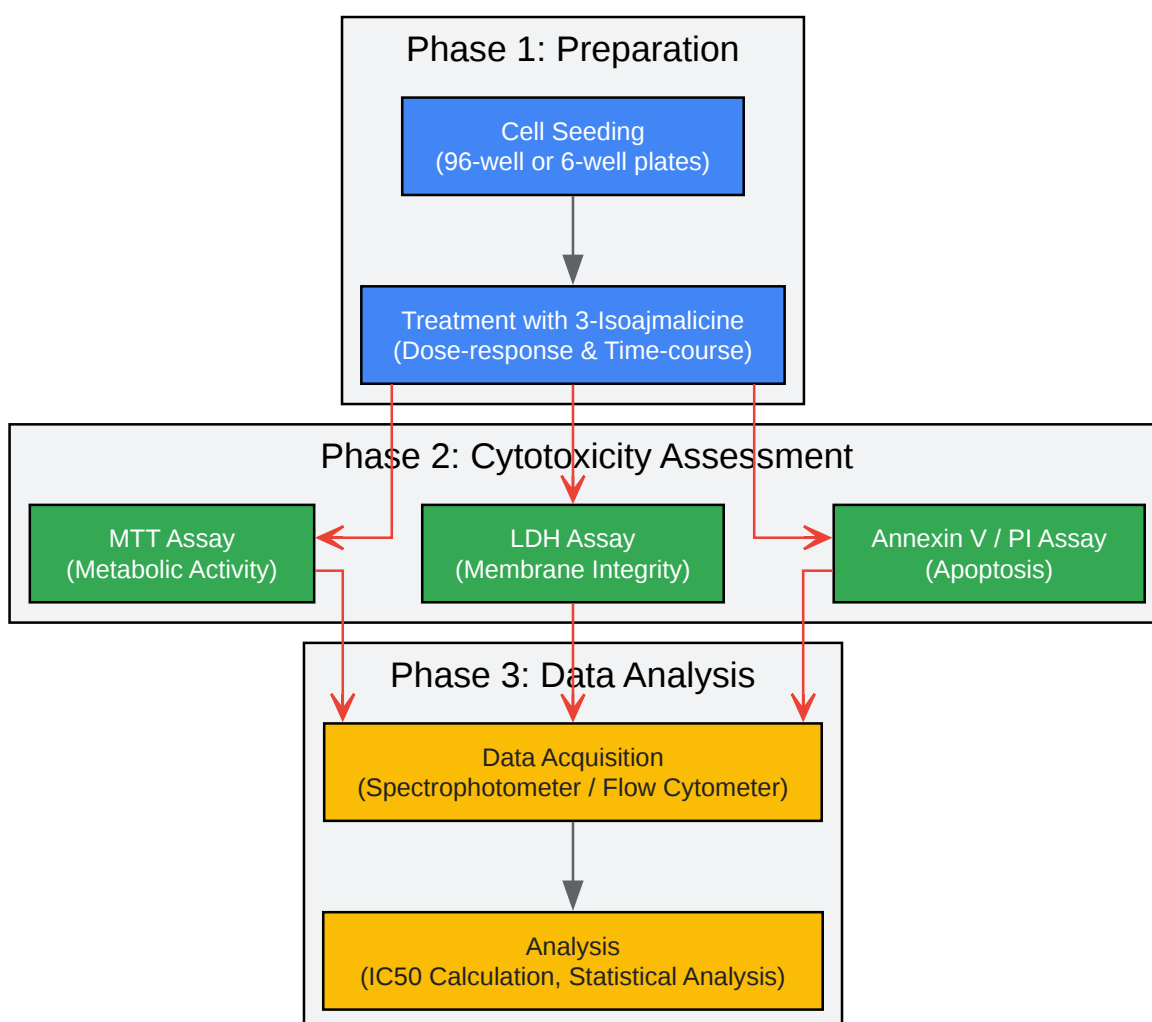 Phase 1: Preparation
Cell Seeding
(96-well or 6-well plates)
Treatment with 3-Isoajmalicine
(Dose-response & Time-course)
Phase 2: Cytotoxicity Assessment
MTT Assay
(Metabolic Activity)
LDH Assay
(Membrane Integrity)
Annexin V / PI Assay
(Apoptosis)
Phase 3: Data Analysis
Data Acquisition
(Spectrophotometer / Flow Cytometer)
Analysis
(IC50 Calculation, Statistical Analysis)